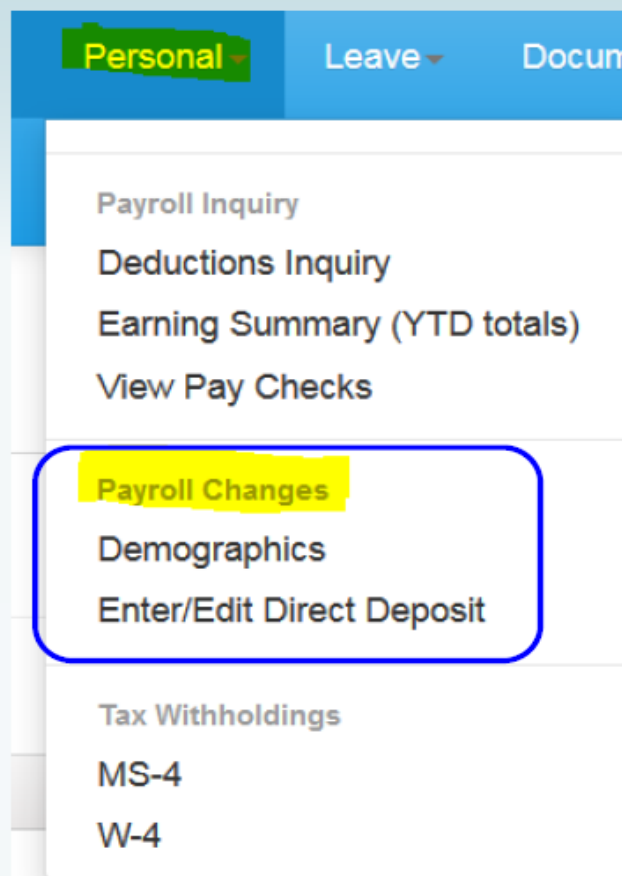 Personal Leave
Payroll Inquiry
Deductions Inquiry
Earning Summary (YTD totals)
View Pay Checks
Payroll Changes
Demographics
Enter/Edit Direct Deposit
Tax Withholdings
MS-4
W-4